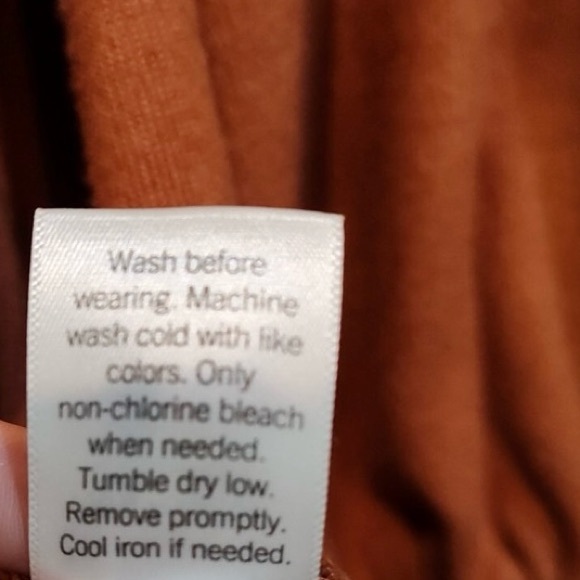 Wash before
wearing. Machine
wash cold with like
colors. Only
non-chlorine bleach
when needed.
Tumble dry low.
Remove promptly.
Cool iron if needed.